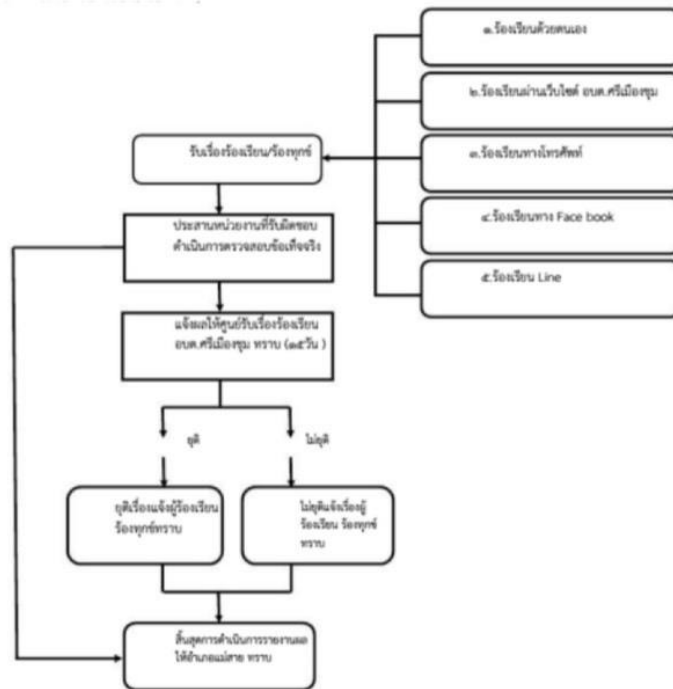 ๑.ร้องเรียนด้วยตนเอง
๒.ร้องเรียนผ่านเว็บไซต์ อบต.ศรีเมืองชุม
รับเรื่องร้องเรียน/ร้องทุกข์
๓.ร้องเรียนทางโทรศัพท์
ประสานหน่วยงานที่รับผิดชอบ
ดำเนินการตรวจสอบข้อเท็จจริง
๔.ร้องเรียนทาง Face book
๕.ร้องเรียน Line
แจ้งผลให้ศูนย์รับเรื่องร้องเรียน
อบต.ศรีเมืองชุม ทราบ (๑๕วัน )
ยุติ
ไม่ยุติ
ยุติเรื่องแจ้งผู้ร้องเรียน
ร้องทุกข์ทราบ
ไม่ยุติแจ้งเรื่องผู้
ร้องเรียน ร้องทุกข์
ทราบ
สิ้นสุดการดำเนินการรายงานผล
ให้อำเภอแม่สาย ทราบ